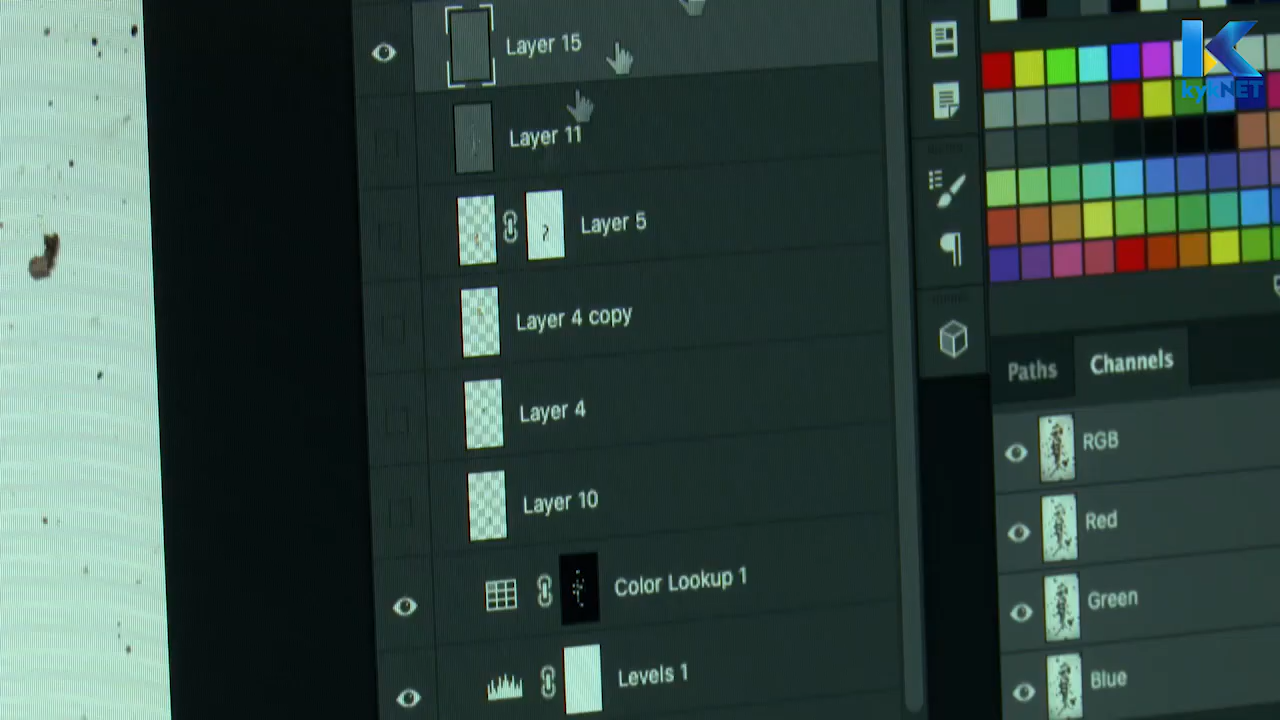 Layer 15
Layer 11
Layer 5
Layer 4 copy
Layer 4
Layer 10
Color Lookup 1
Levels 1
kykNET
Paths
Channels
RGB
Red
Green
Blue